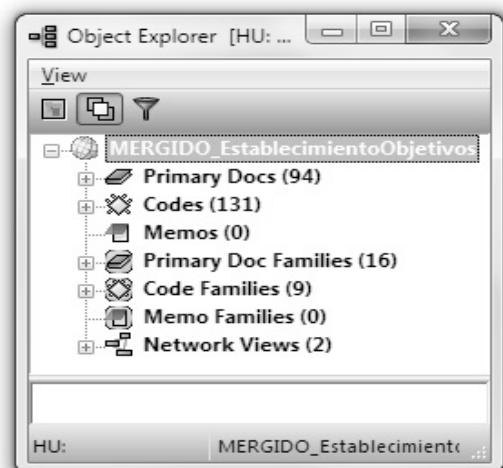 Object Explorer [HU: ...
View
MERGIDO_EstablecimientoObjetivos
Primary Docs (94)
Codes (131)
Memos (0)
Primary Doc Families (16)
Code Families (9)
Memo Families (0)
Network Views (2)
HU: MERGIDO_Establecimient